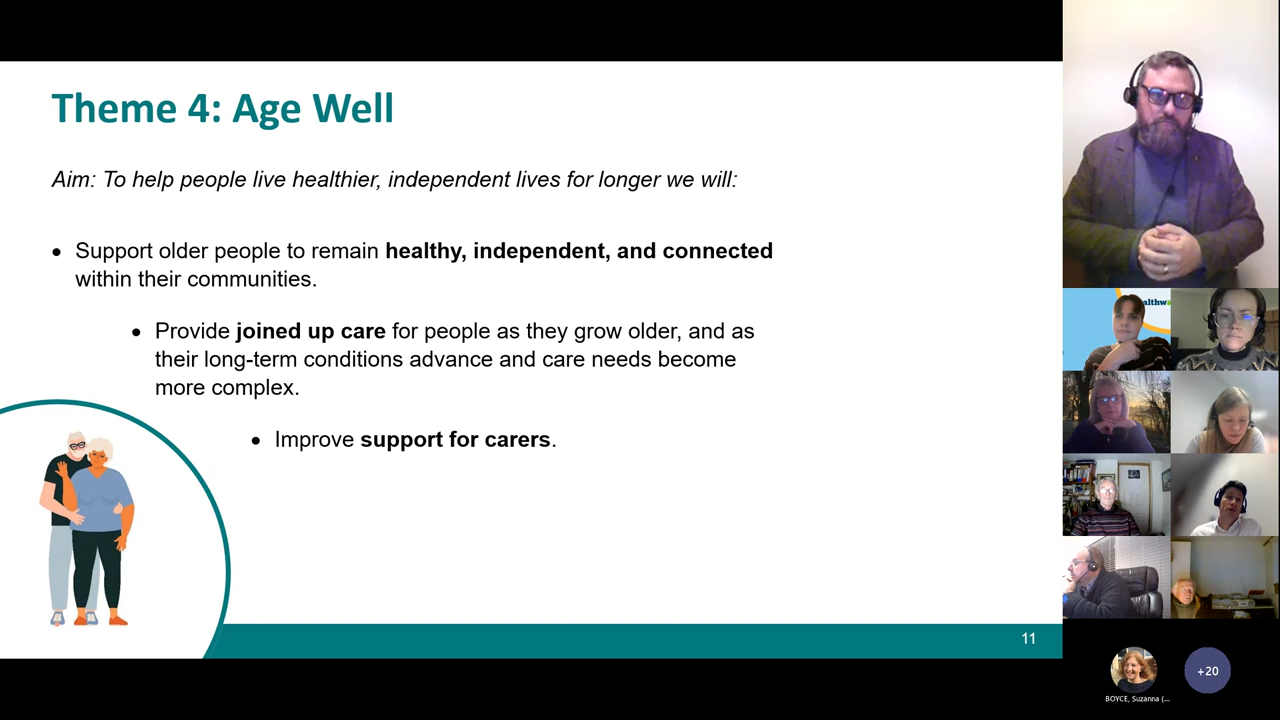 Theme 4: Age Well
Aim: To help people live healthier, independent lives for longer we will:
• Support older people to remain healthy, independent, and connected
within their communities.
• Provide joined up care for people as they grow older, and as
their long-term conditions advance and care needs become
more complex.
• Improve support for carers.
11
+20
BOYCE, Suzanna (...